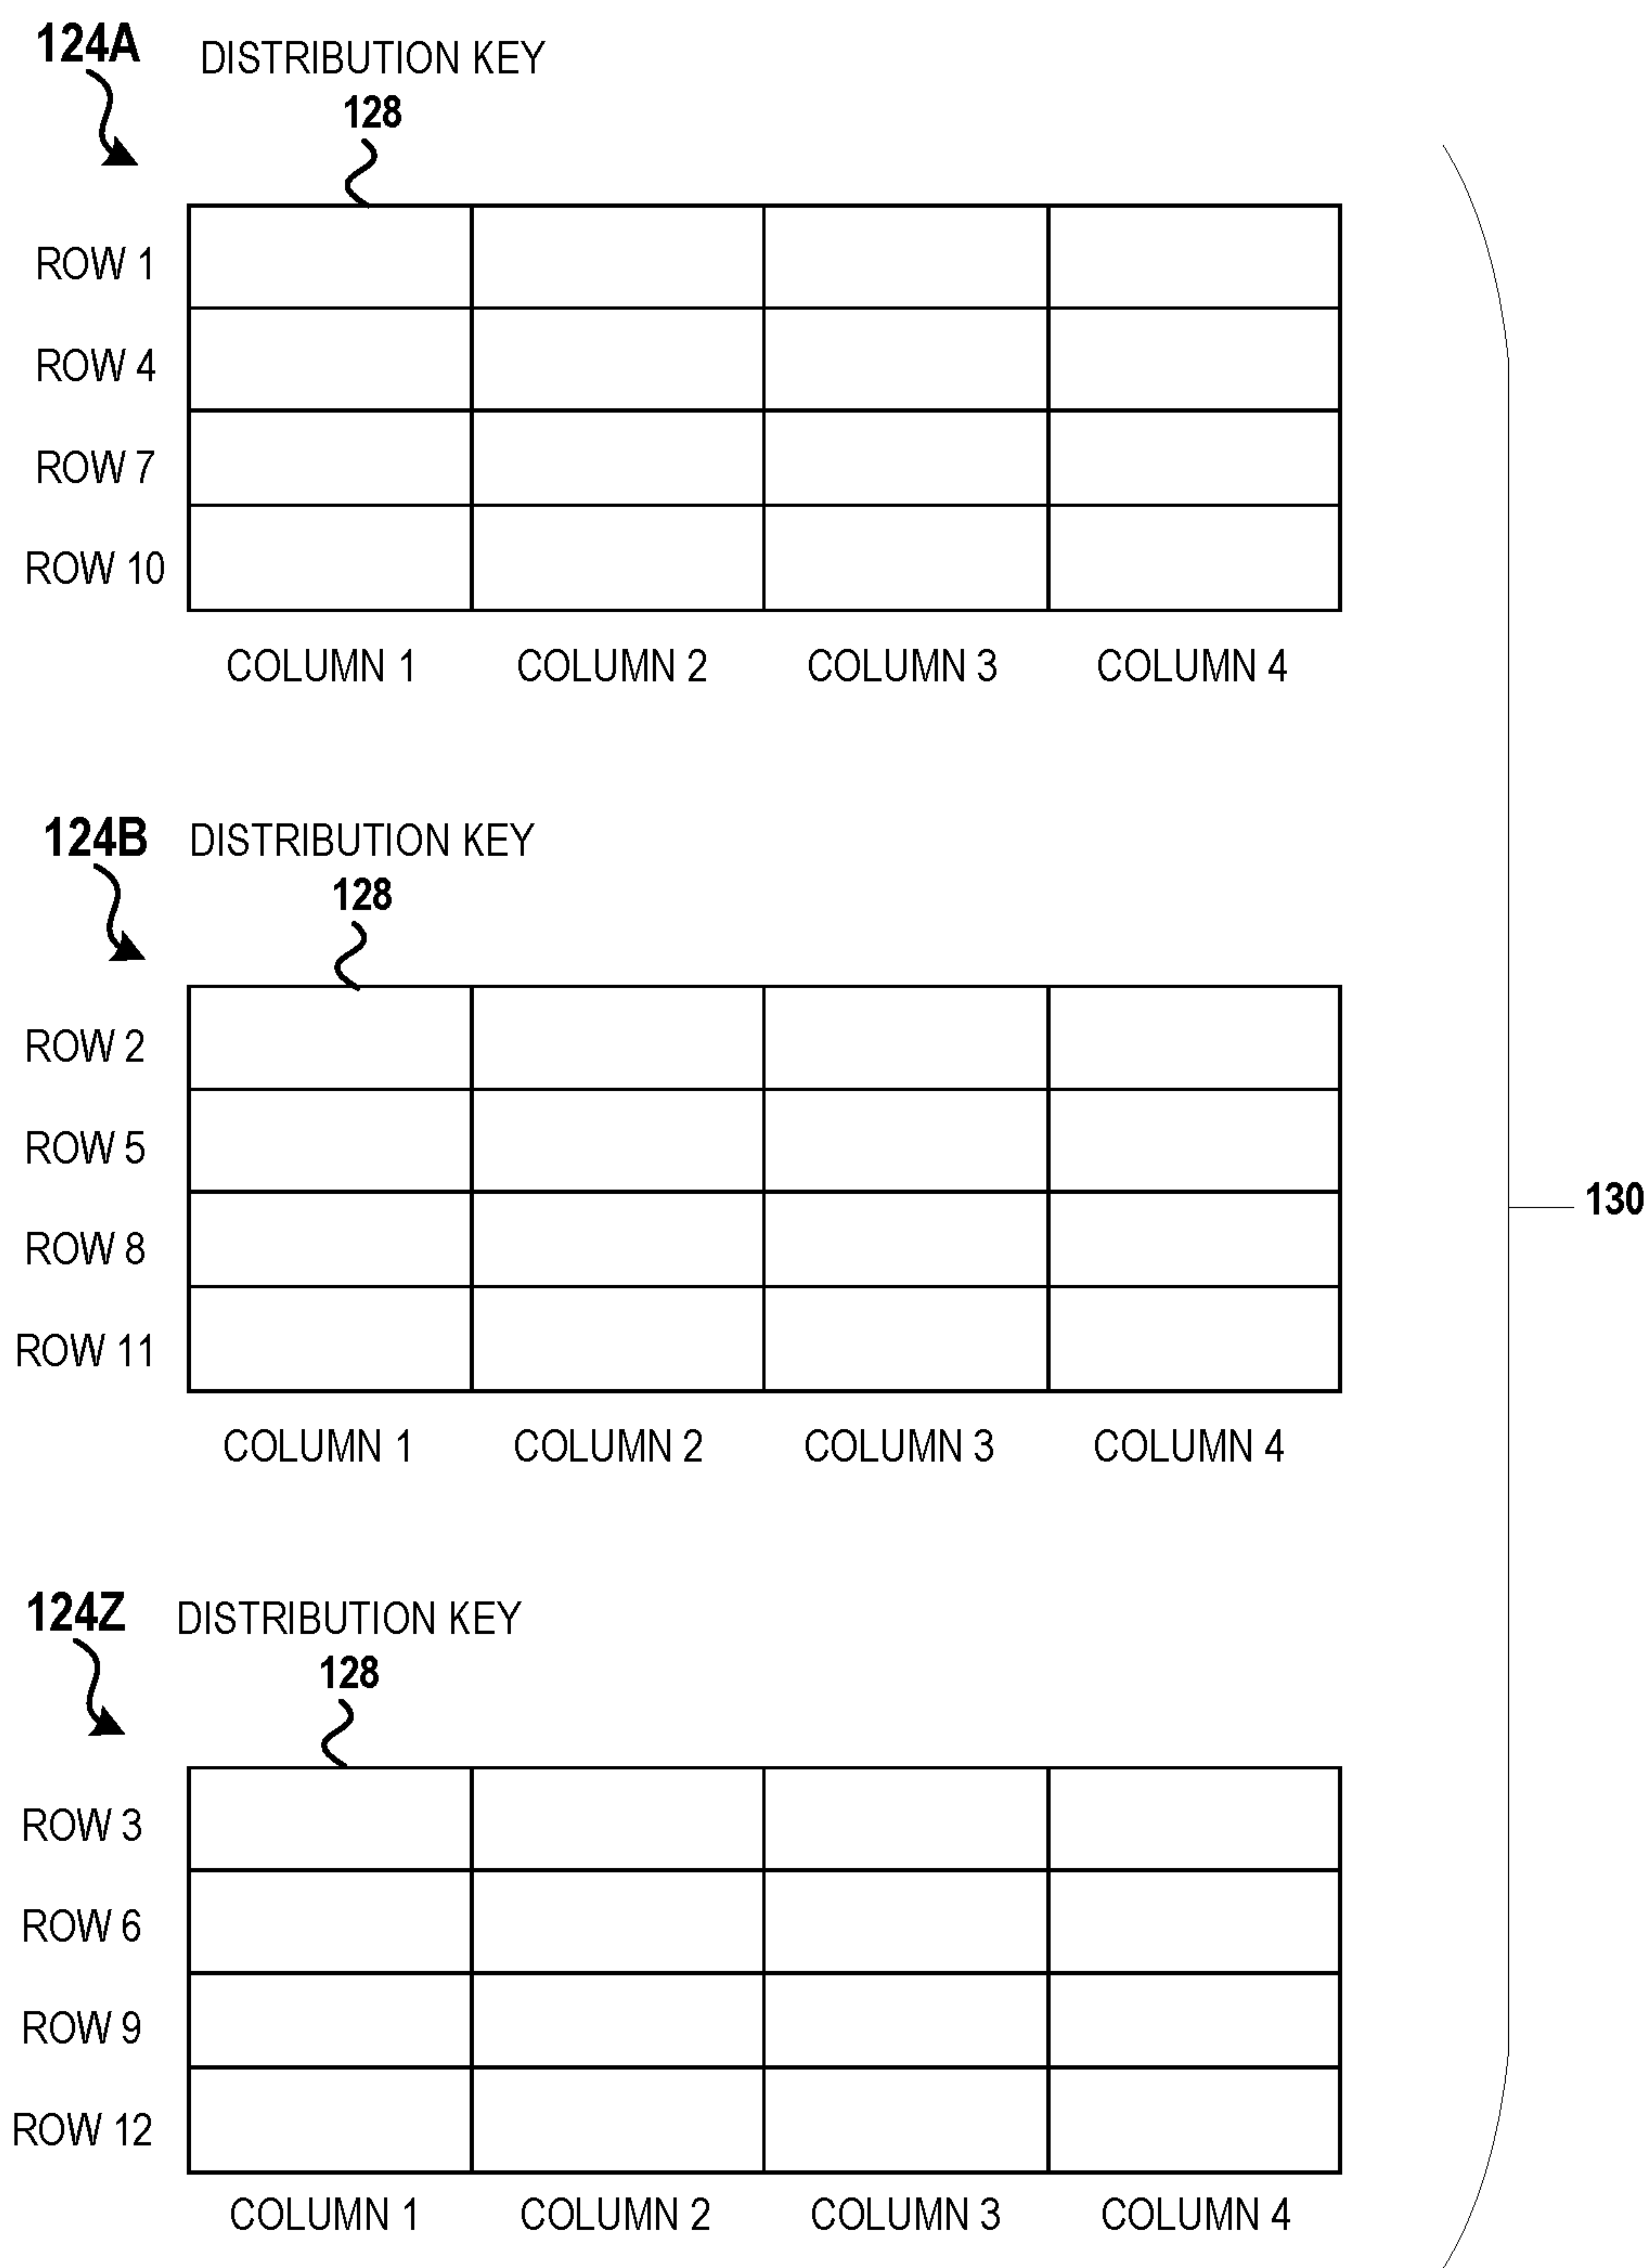 124A DISTRIBUTION KEY
128
ROW 1
ROW 4
ROW 7
ROW 10
COLUMN 1 COLUMN 2 COLUMN 3 COLUMN 4
124B DISTRIBUTION KEY
128
ROW 2
ROW 5
ROW 8
ROW 11
COLUMN 1 COLUMN 2 COLUMN 3 COLUMN 4
130
124Z DISTRIBUTION KEY
128
ROW 3
ROW 6
ROW 9
ROW 12
COLUMN 1 COLUMN 2 COLUMN 3 COLUMN 4